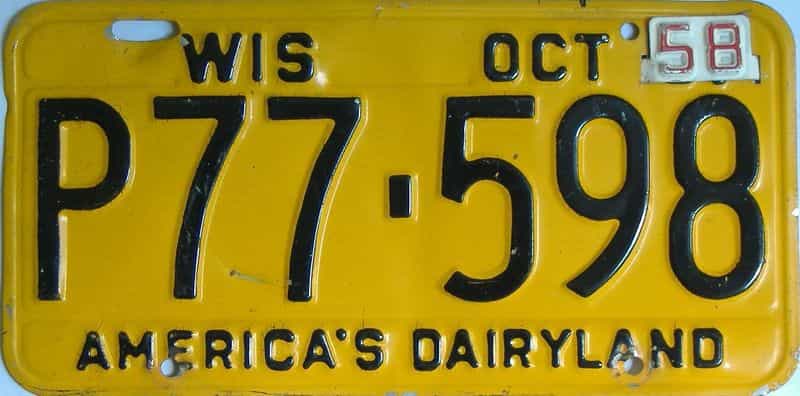 WIS OCT 58
P77-598
AMERICA'S DAIRYLAND